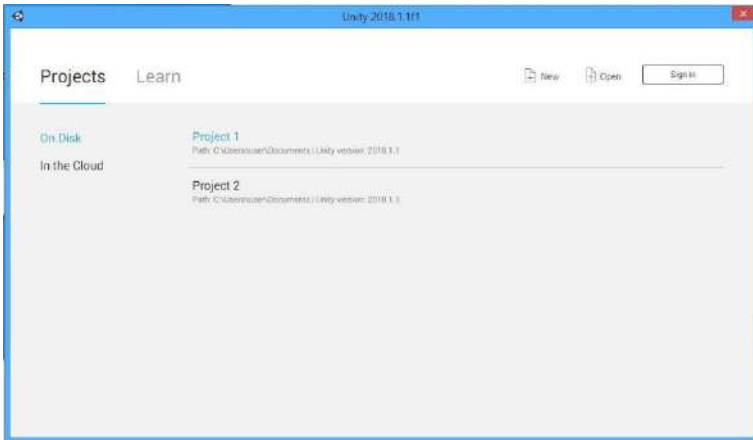 Unity 2018.1.1f1
Projects
Learn
New
Open
Sign in
On Disk
In the Cloud
Project 1
Path: C:\Users\user\Documents | Unity version: 2018.1.1
Project 2
Path: C:\Users\user\Documents | Unity version: 2018.1.1